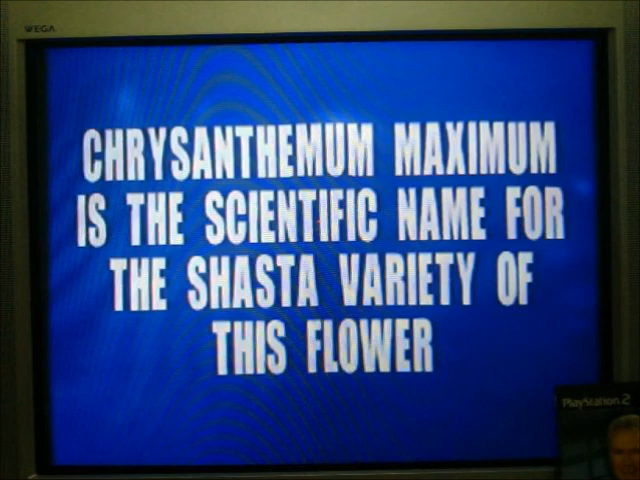 WEGA
CHRYSANTHEMUM MAXIMUM
IS THE SCIENTIFIC NAME FOR
THE SHASTA VARIETY OF
THIS FLOWER
PlayStation 2